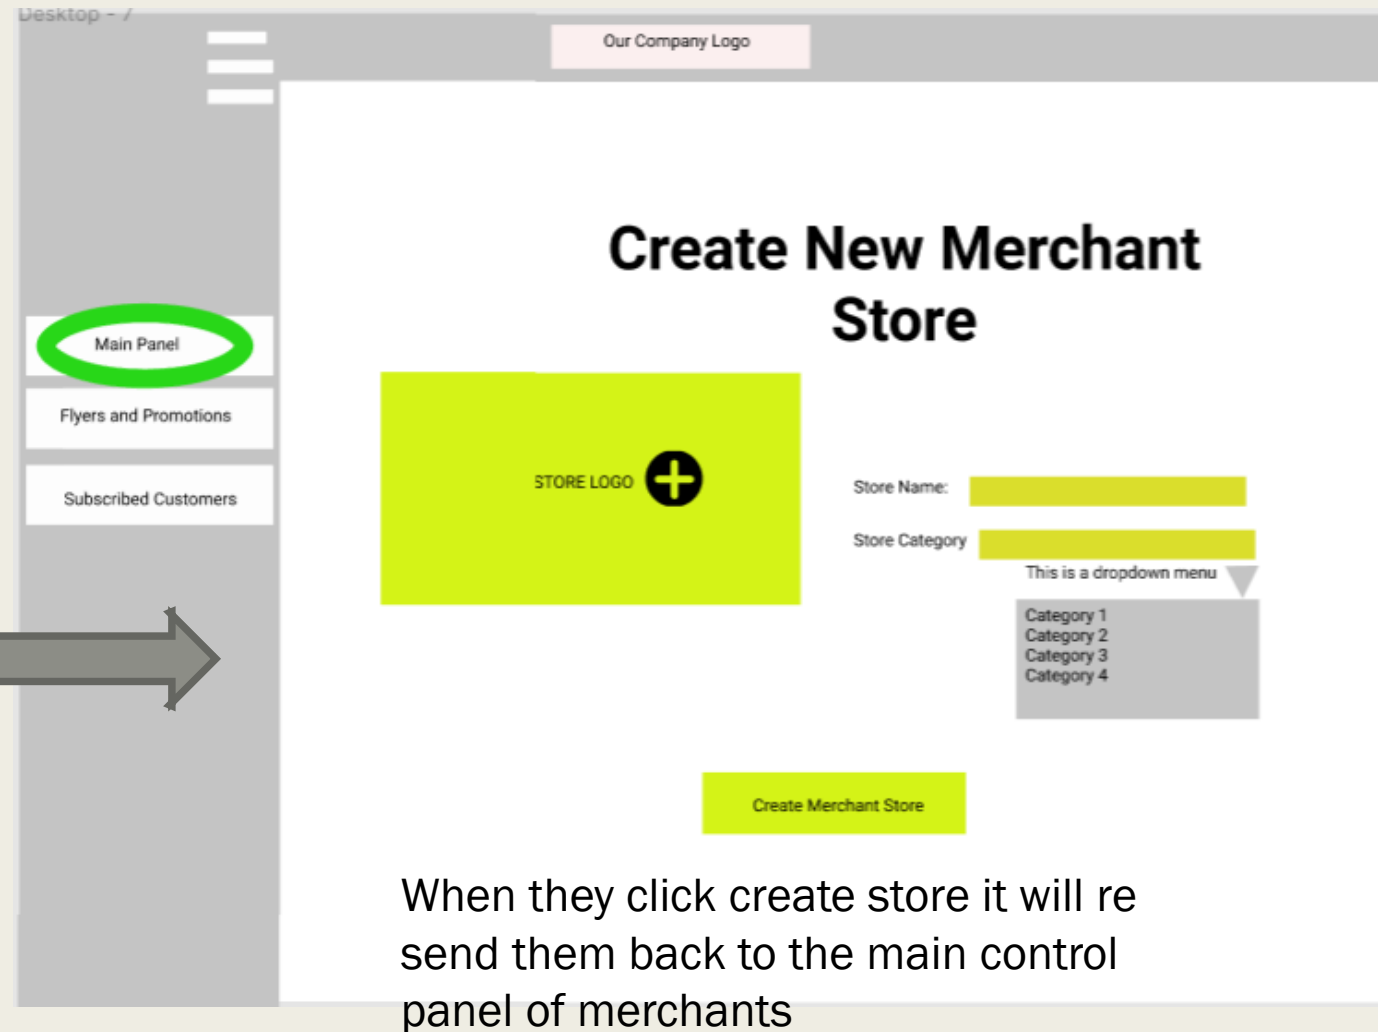 Desktop - 7
Our Company Logo
Create New Merchant
Store
Main Panel
Flyers and Promotions
Subscribed Customers
STORE LOGO
Store Name:
Store Category
This is a dropdown menu
Category 1
Category 2
Category 3
Category 4
Create Merchant Store
When they click create store it will re
send them back to the main control
panel of merchants